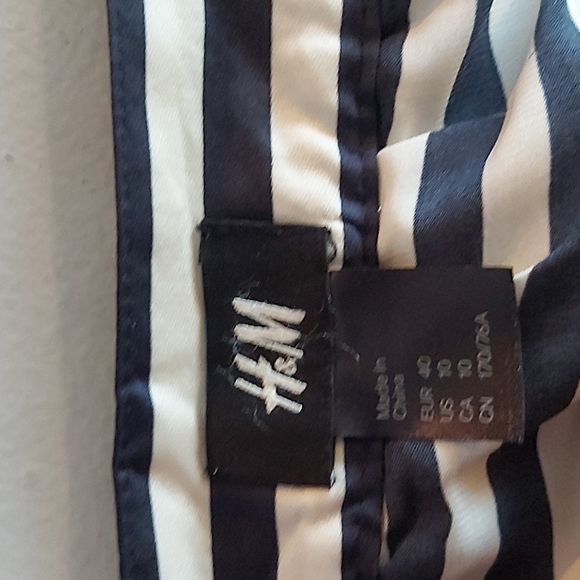 H&M
Made in
China
EUR 40
US 10
CA 10
CN 170/76A